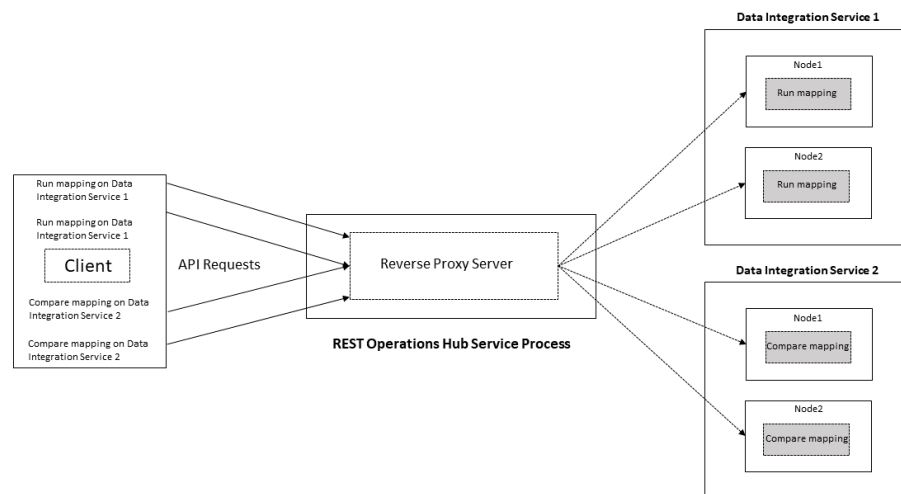 Run mapping on Data
Integration Service 1
Run mapping on Data
Integration Service 1
Client
Compare mapping on Data
Integration Service 2
Compare mapping on Data
Integration Service 2
API Requests
Reverse Proxy Server
REST Operations Hub Service Process
Data Integration Service 1
Node1
Run mapping
Node2
Run mapping
Data Integration Service 2
Node1
Compare mapping
Node2
Compare mapping